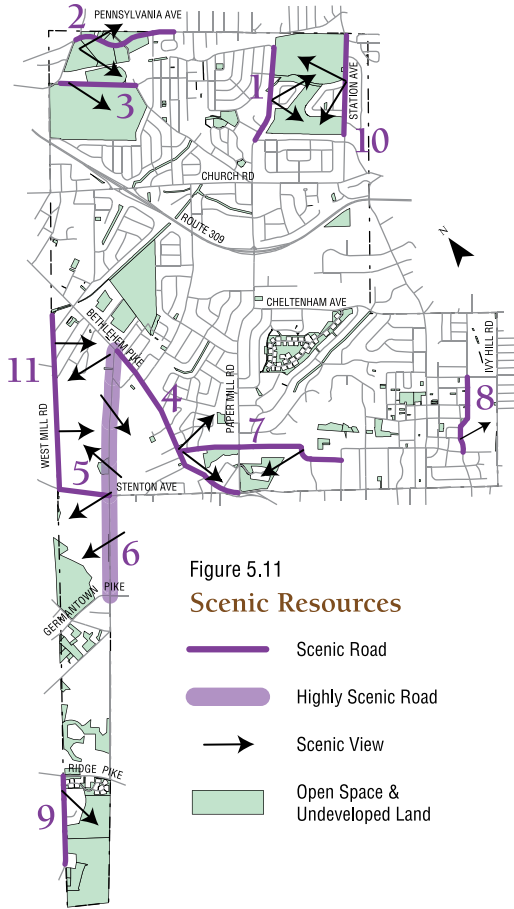 2
PENNSYLVANIA AVE
3
1
STATION AVE
10
CHURCH RD
ROUTE 309
N
CHELTENHAM AVE
BETHLEHEM PIKE
IVY HILL RD
11
4
PAPER MILL RD
7
8
WEST MILL RD
5
STENTON AVE
6
GERMANTOWN PIKE
Figure 5.11
Scenic Resources
Scenic Road
Highly Scenic Road
Scenic View
Open Space &
Undeveloped Land
RIDGE PIKE
9